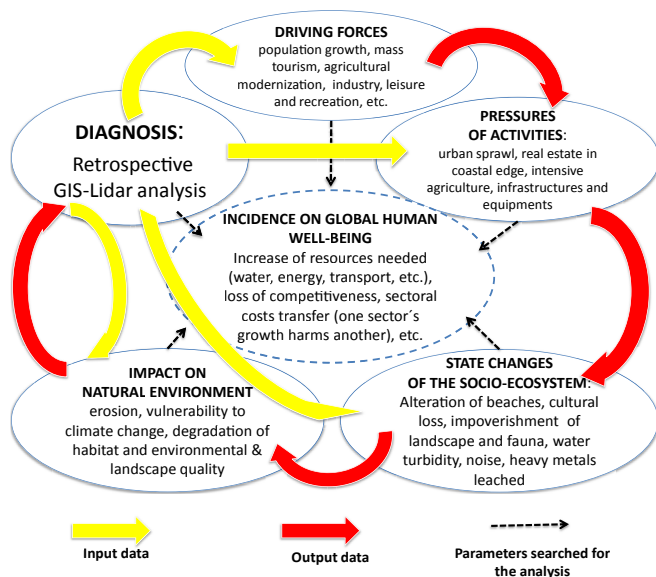 DRIVING FORCES
population growth, mass
tourism, agricultural
modernization, industry, leisure
and recreation, etc.
DIAGNOSIS:
Retrospective
GIS-Lidar analysis
PRESSURES
OF ACTIVITIES:
urban sprawl, real estate in
coastal edge, intensive
agriculture, infrastructures and
equipments
INCIDENCE ON GLOBAL HUMAN
WELL-BEING
Increase of resources needed
(water, energy, transport, etc.),
loss of competitiveness, sectoral
costs transfer (one sector´s
growth harms another), etc.
IMPACT ON
NATURAL ENVIRONMENT
erosion, vulnerability to
climate change, degradation of
habitat and environmental &
landscape quality
STATE CHANGES
OF THE SOCIO-ECOSYSTEM:
Alteration of beaches, cultural
loss, impoverishment of
landscape and fauna, water
turbidity, noise, heavy metals
leached
Input data
Output data
Parameters searched for
the analysis